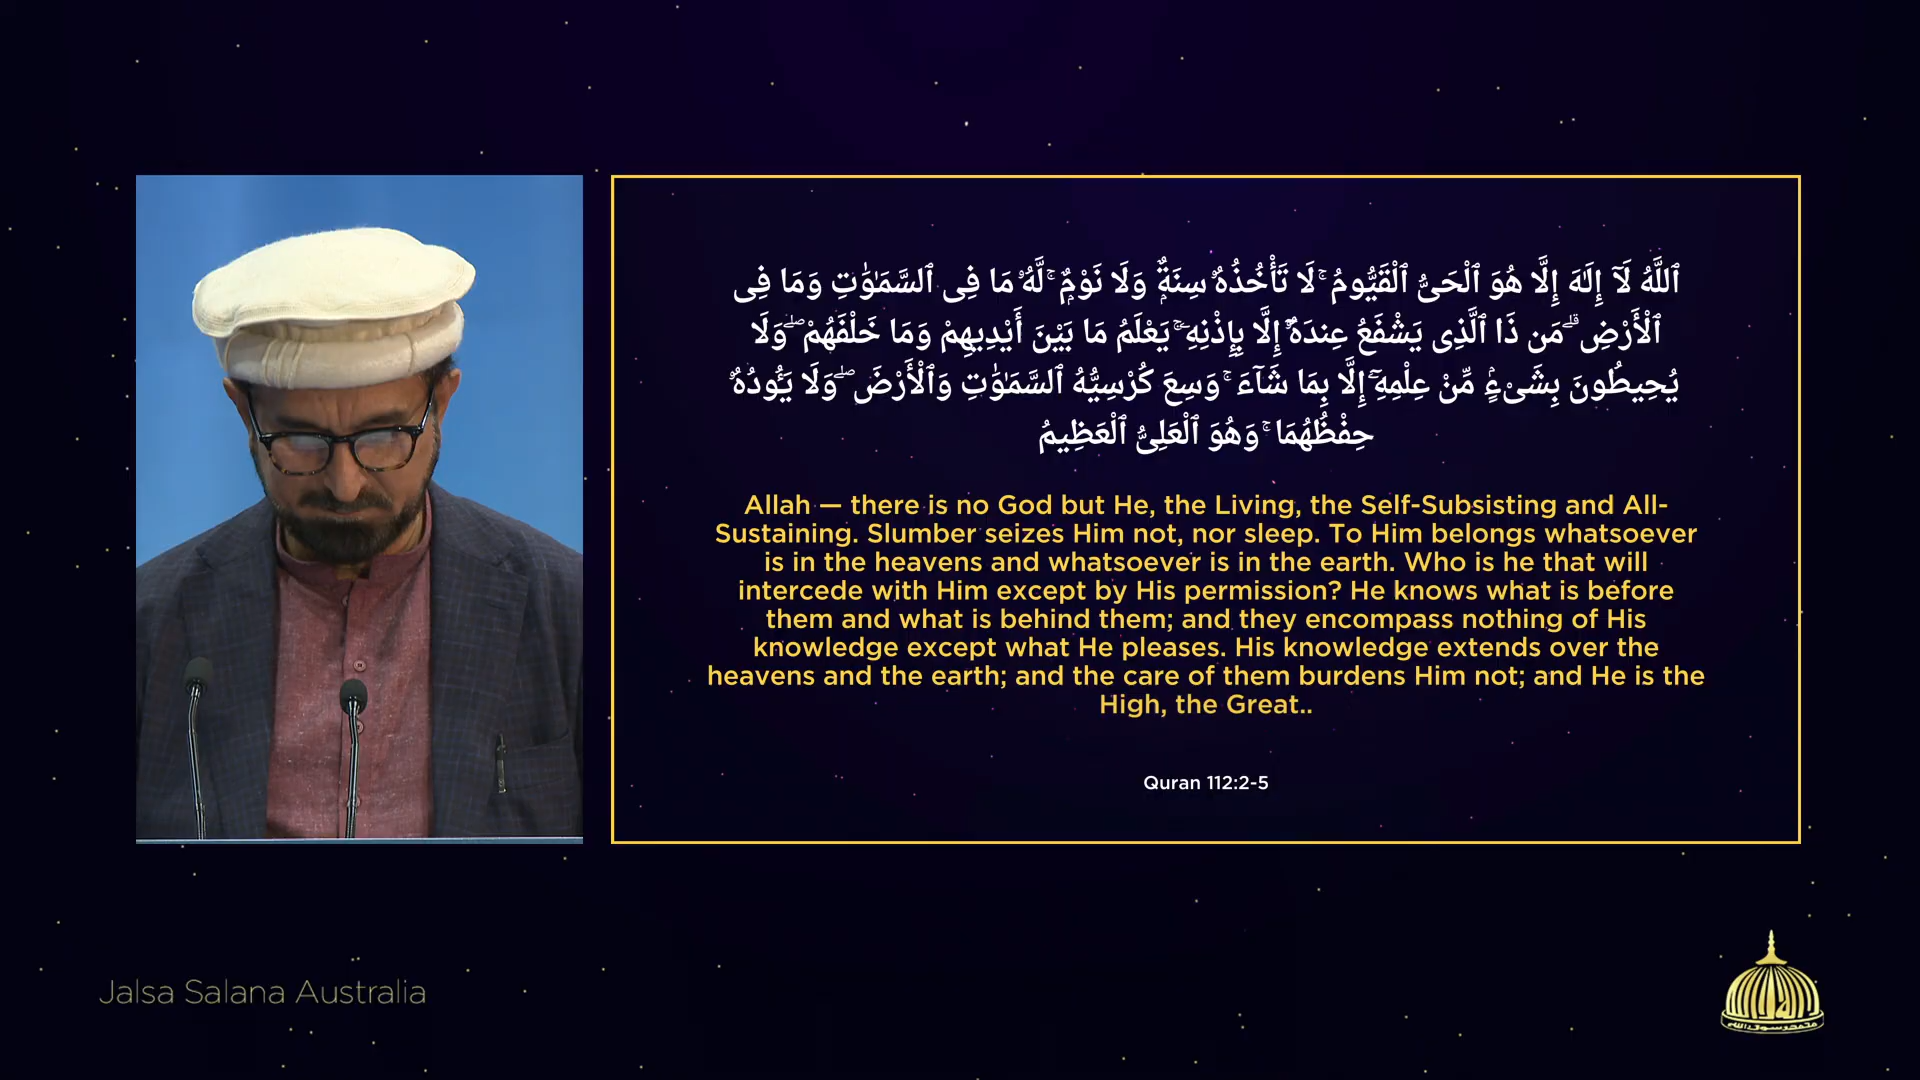 ٱللَّهُ لَآ إِلَٰهَ إِلَّا هُوَ ٱلْحَىُّ ٱلْقَيُّومُ ۚ لَا تَأْخُذُهُۥ سِنَةٌ وَلَا نَوْمٌ ۚ لَّهُۥ مَا فِى ٱلسَّمَٰوَٰتِ وَمَا فِى
ٱلْأَرْضِ ۗ مَن ذَا ٱلَّذِى يَشْفَعُ عِندَهُۥٓ إِلَّا بِإِذْنِهِۦ ۚ يَعْلَمُ مَا بَيْنَ أَيْدِيهِمْ وَمَا خَلْفَهُمْ ۖ وَلَا
يُحِيطُونَ بِشَىْءٍ مِّنْ عِلْمِهِۦٓ إِلَّا بِمَا شَآءَ ۚ وَسِعَ كُرْسِيُّهُ ٱلسَّمَٰوَٰتِ وَٱلْأَرْضَ ۖ وَلَا يَـُٔودُهُۥ
حِفْظُهُمَا ۚ وَهُوَ ٱلْعَلِىُّ ٱلْعَظِيمُ
Allah — there is no God but He, the Living, the Self-Subsisting and All-
Sustaining. Slumber seizes Him not, nor sleep. To Him belongs whatsoever
is in the heavens and whatsoever is in the earth. Who is he that will
intercede with Him except by His permission? He knows what is before
them and what is behind them; and they encompass nothing of His
knowledge except what He pleases. His knowledge extends over the
heavens and the earth; and the care of them burdens Him not; and He is the
High, the Great..
Quran 112:2-5
Jalsa Salana Australia